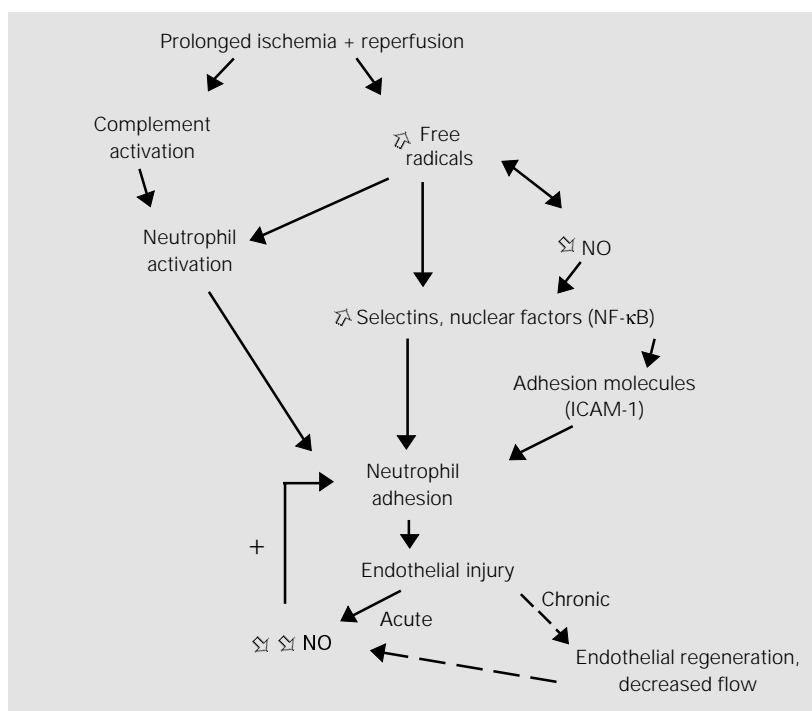 Prolonged ischemia + reperfusion
Complement
activation
Free
radicals
Neutrophil
activation
NO
Selectins, nuclear factors (NF-κB)
Adhesion molecules
(ICAM-1)
Neutrophil
adhesion
+
Endothelial injury
Chronic
Acute
NO
Endothelial regeneration,
decreased flow